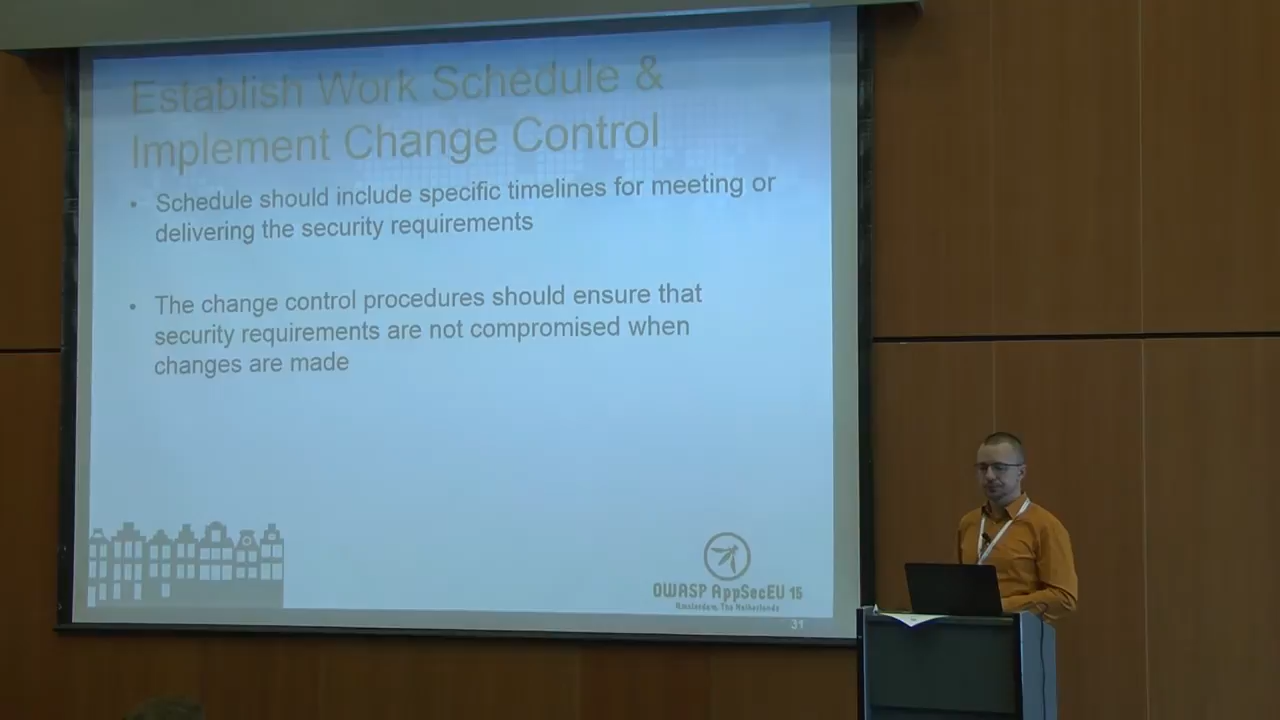 Establish Work Schedule &
Implement Change Control
• Schedule should include specific timelines for meeting or
delivering the security requirements
• The change control procedures should ensure that
security requirements are not compromised when
changes are made
OWASP AppSecEU 15
Amsterdam, The Netherlands
31